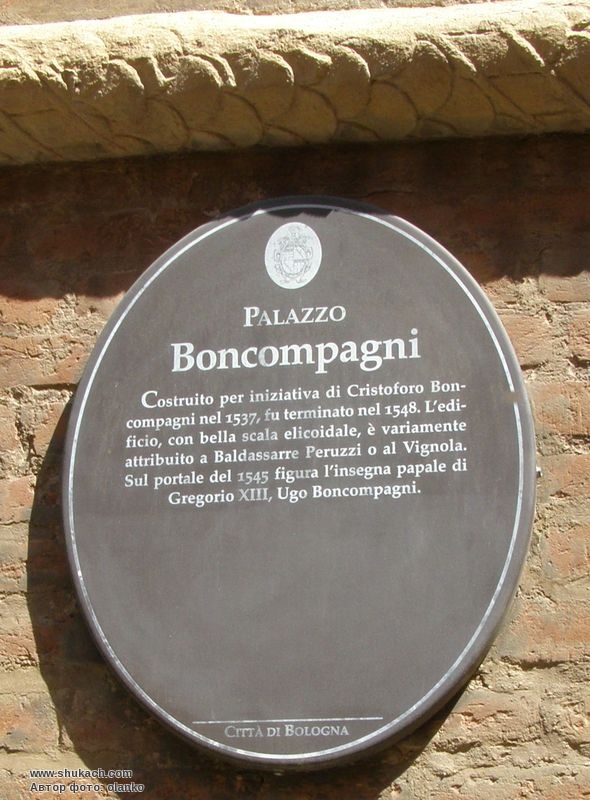 PALAZZO
Boncompagni
Costruito per iniziativa di Cristoforo Bon-
compagni nel 1537, fu terminato nel 1548. L'edi-
ficio, con bella scala elicoidale, è variamente
attribuito a Baldassarre Peruzzi o al Vignola.
Sul portale del 1545 figura l'insegna papale di
Gregorio XIII, Ugo Boncompagni.
CITTÀ DI BOLOGNA
www.shukach.com
Автор фото: olanko